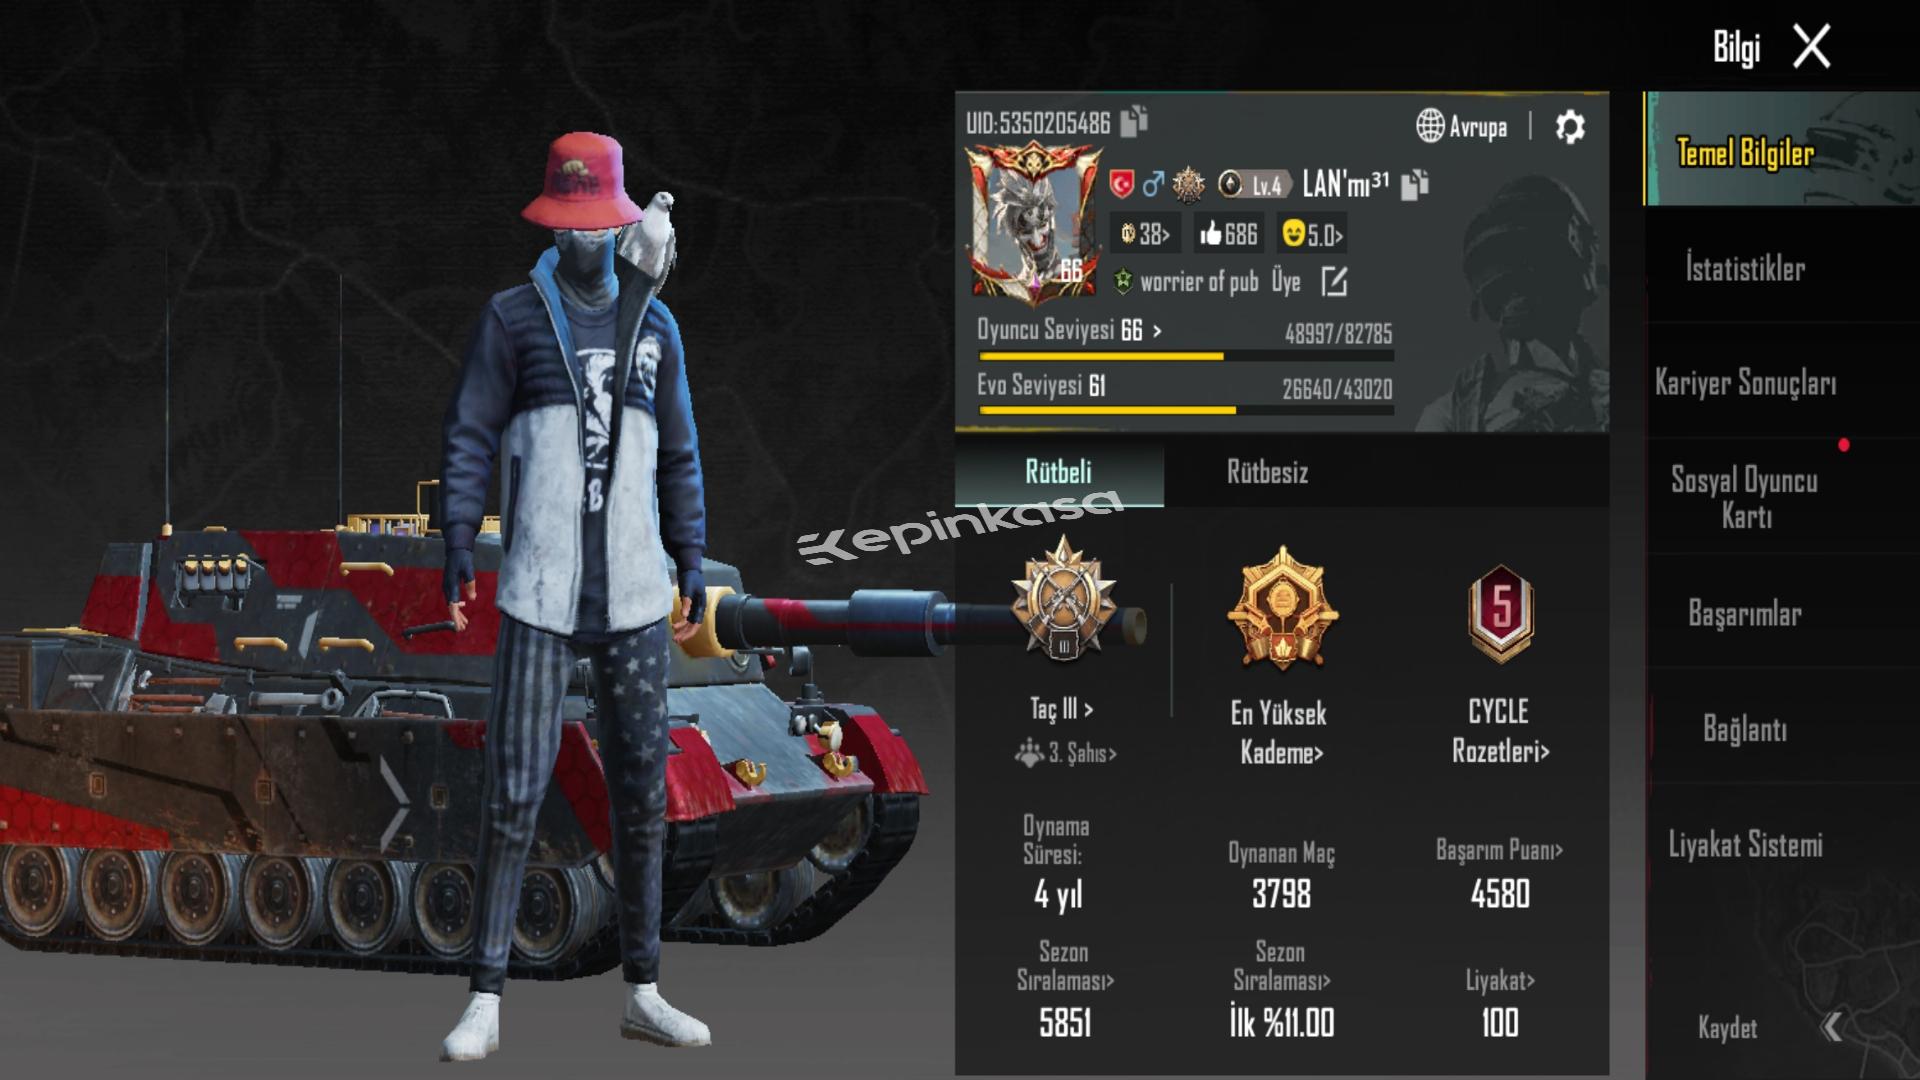 Bilgi
UID:5350205486
Avrupa
Lv.4 LAN'mı³¹
38> 686 5.0>
66
worrier of pub Üye
Oyuncu Seviyesi 66 > 48997/82785
Evo Seviyesi 61 26640/43020
Rütbeli Rütbesiz
epinkasa
III
5
Taç III >
3. Şahıs>
En Yüksek
Kademe>
CYCLE
Rozetleri>
Oynama
Süresi:
4 yıl
Oynanan Maç
3798
Başarım Puanı>
4580
Sezon
Sıralaması>
5851
Sezon
Sıralaması>
İlk %11.00
Liyakat>
100
Temel Bilgiler
İstatistikler
Kariyer Sonuçları
Sosyal Oyuncu
Kartı
Başarımlar
Bağlantı
Liyakat Sistemi
Kaydet